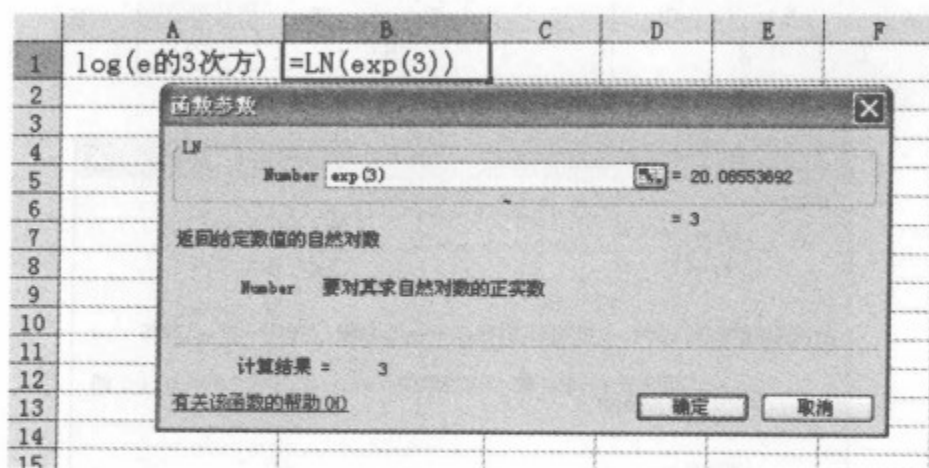 A B C D E F
1 log(e的3次方) =LN(exp(3))
2
函数参数
3
4
LN
5
Number exp(3) = 20.08553692
6
= 3
7
返回给定数值的自然对数
8
9
Number 要对其求自然对数的正实数
10
11
12
计算结果 = 3
13
有关该函数的帮助(H) 确定 取消
14
15